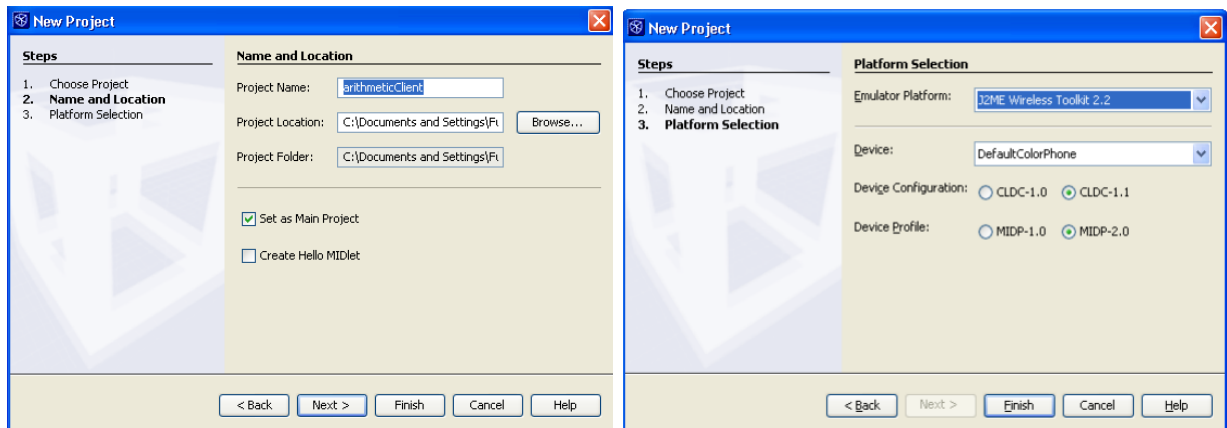 New Project
Steps
1. Choose Project
2. Name and Location
3. Platform Selection
Name and Location
Project Name: arithmeticClient
Project Location: C:\Documents and Settings\Fu Browse...
Project Folder: C:\Documents and Settings\Fu
Set as Main Project
Create Hello MIDlet
< Back Next > Finish Cancel Help
New Project
Steps
1. Choose Project
2. Name and Location
3. Platform Selection
Platform Selection
Emulator Platform: J2ME Wireless Toolkit 2.2
Device: DefaultColorPhone
Device Configuration: CLDC-1.0 CLDC-1.1
Device Profile: MIDP-1.0 MIDP-2.0
< Back Next > Finish Cancel Help